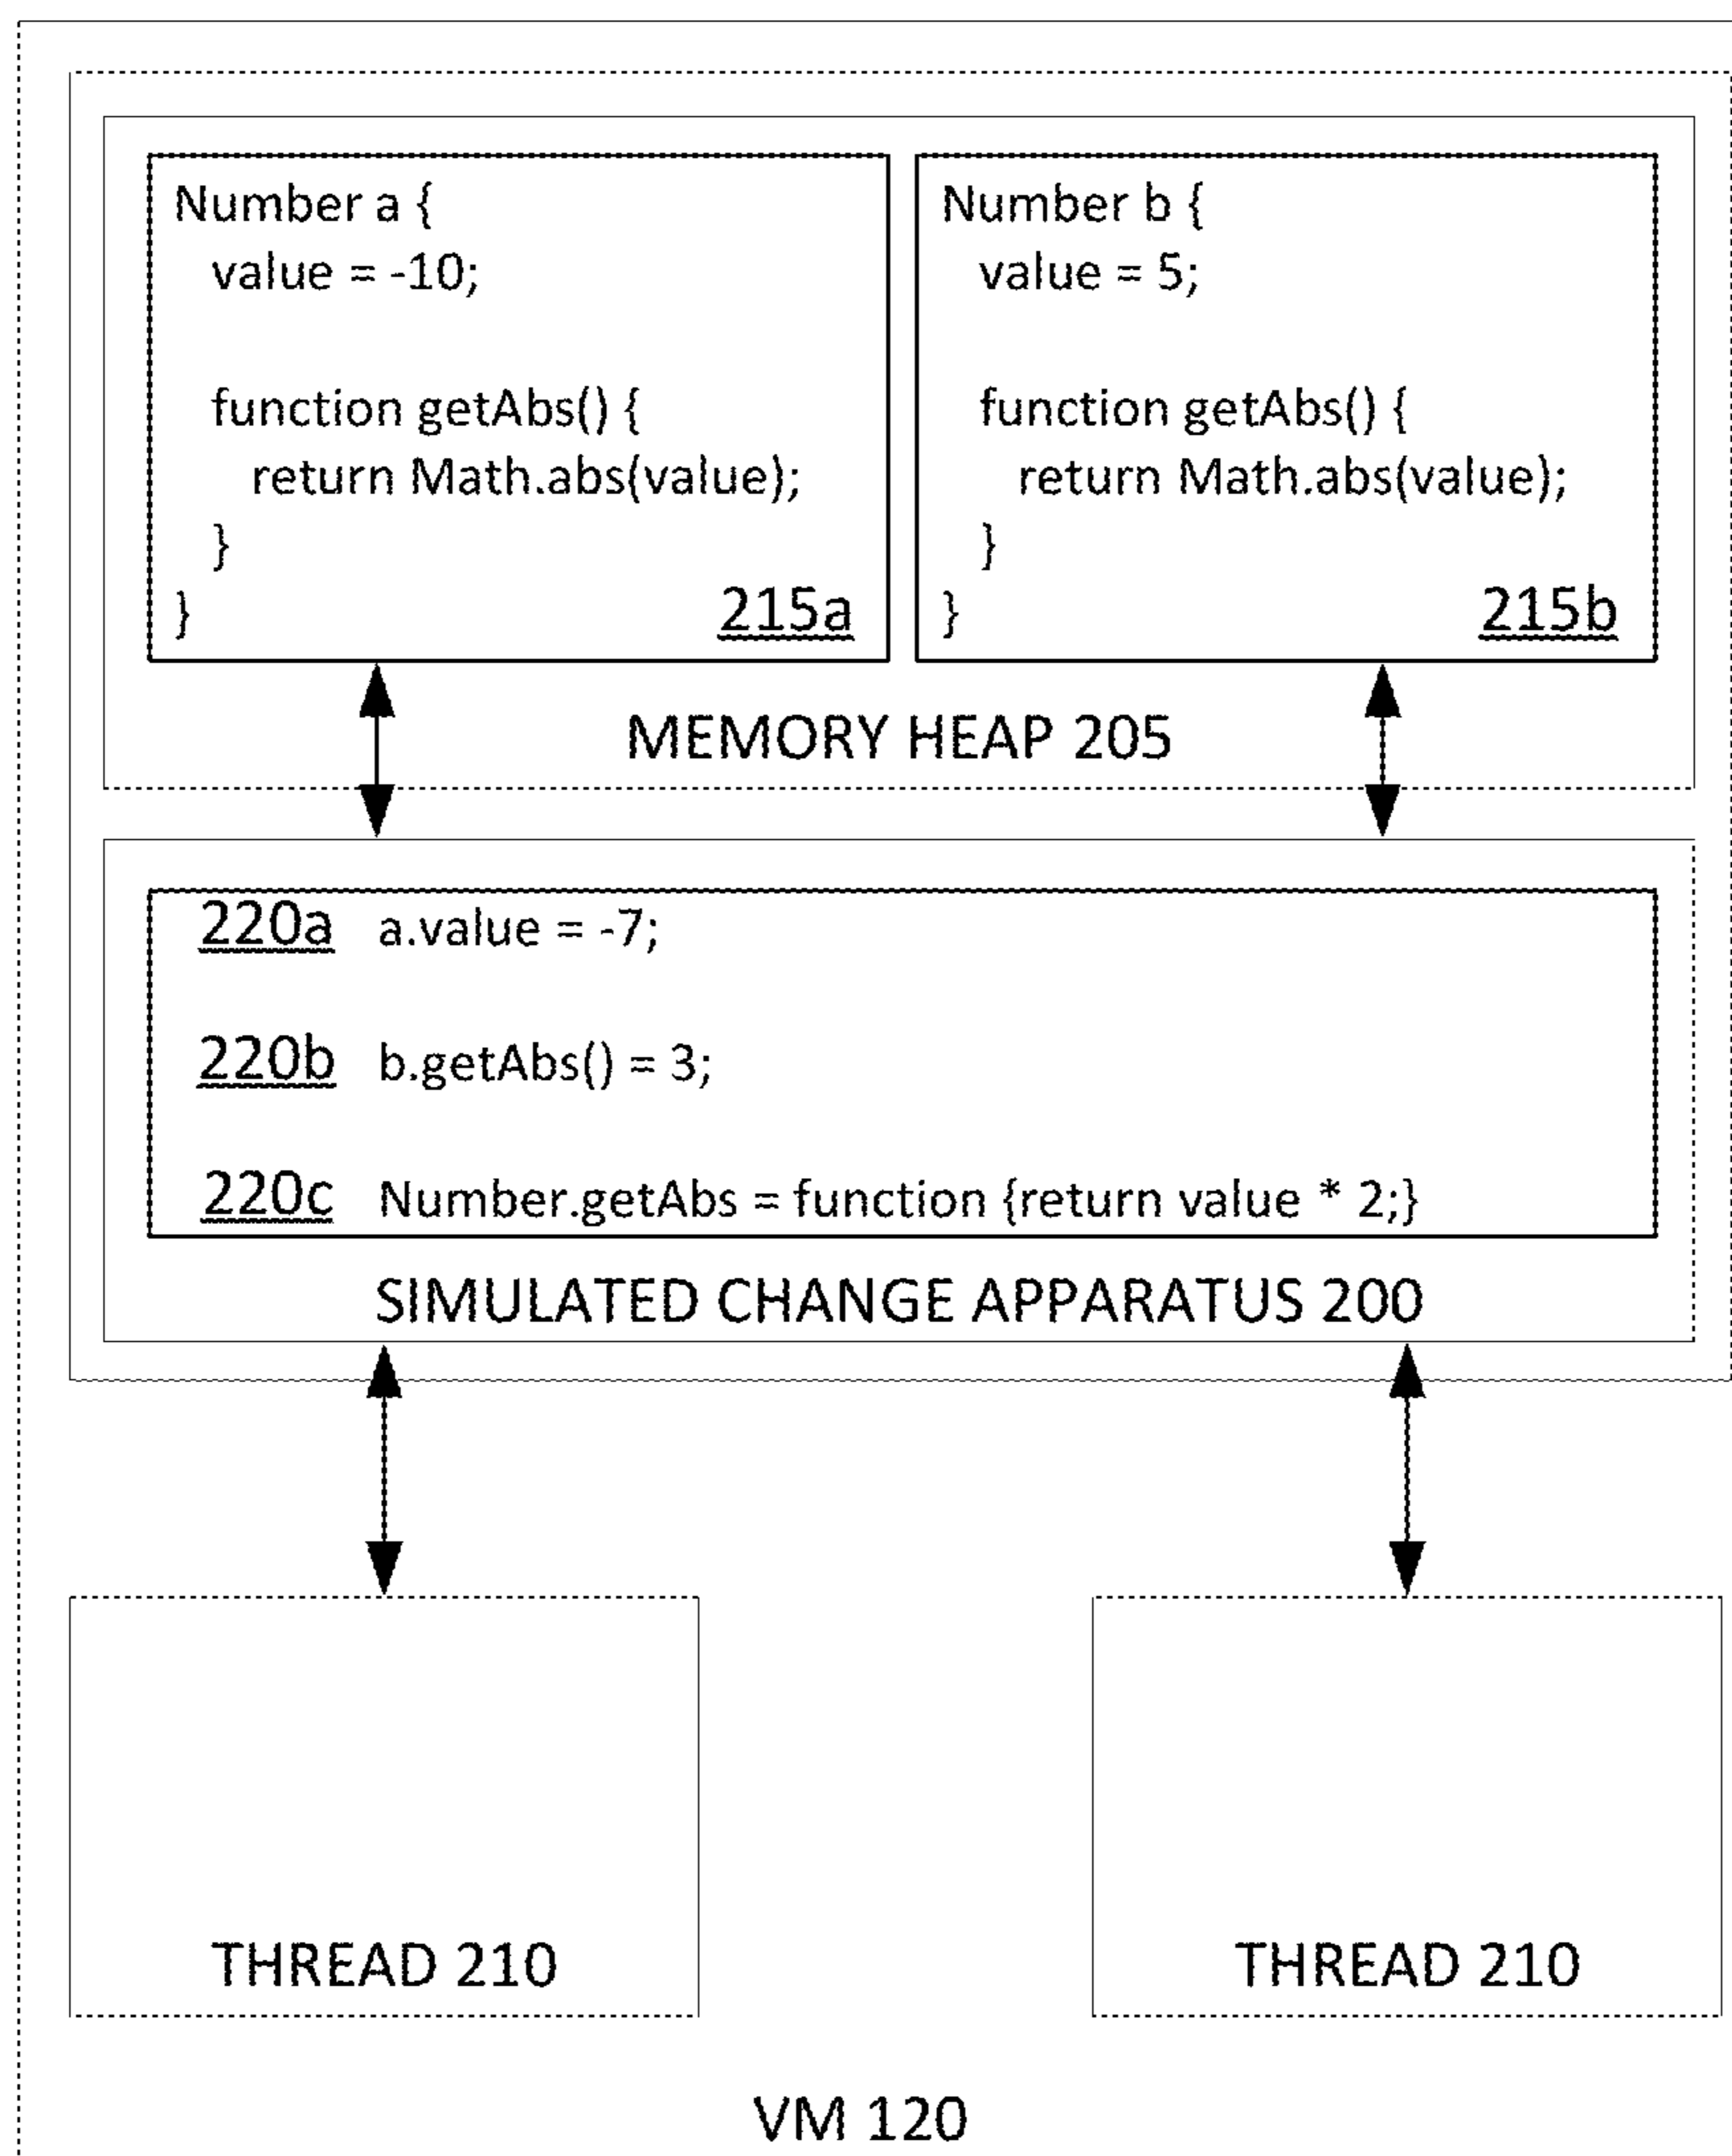 Number a {
value = -10;
function getAbs() {
return Math.abs(value);
}
}
215a
Number b {
value = 5;
function getAbs() {
return Math.abs(value);
}
}
215b
MEMORY HEAP 205
220a a.value = -7;
220b b.getAbs() = 3;
220c Number.getAbs = function {return value * 2;}
SIMULATED CHANGE APPARATUS 200
THREAD 210
THREAD 210
VM 120